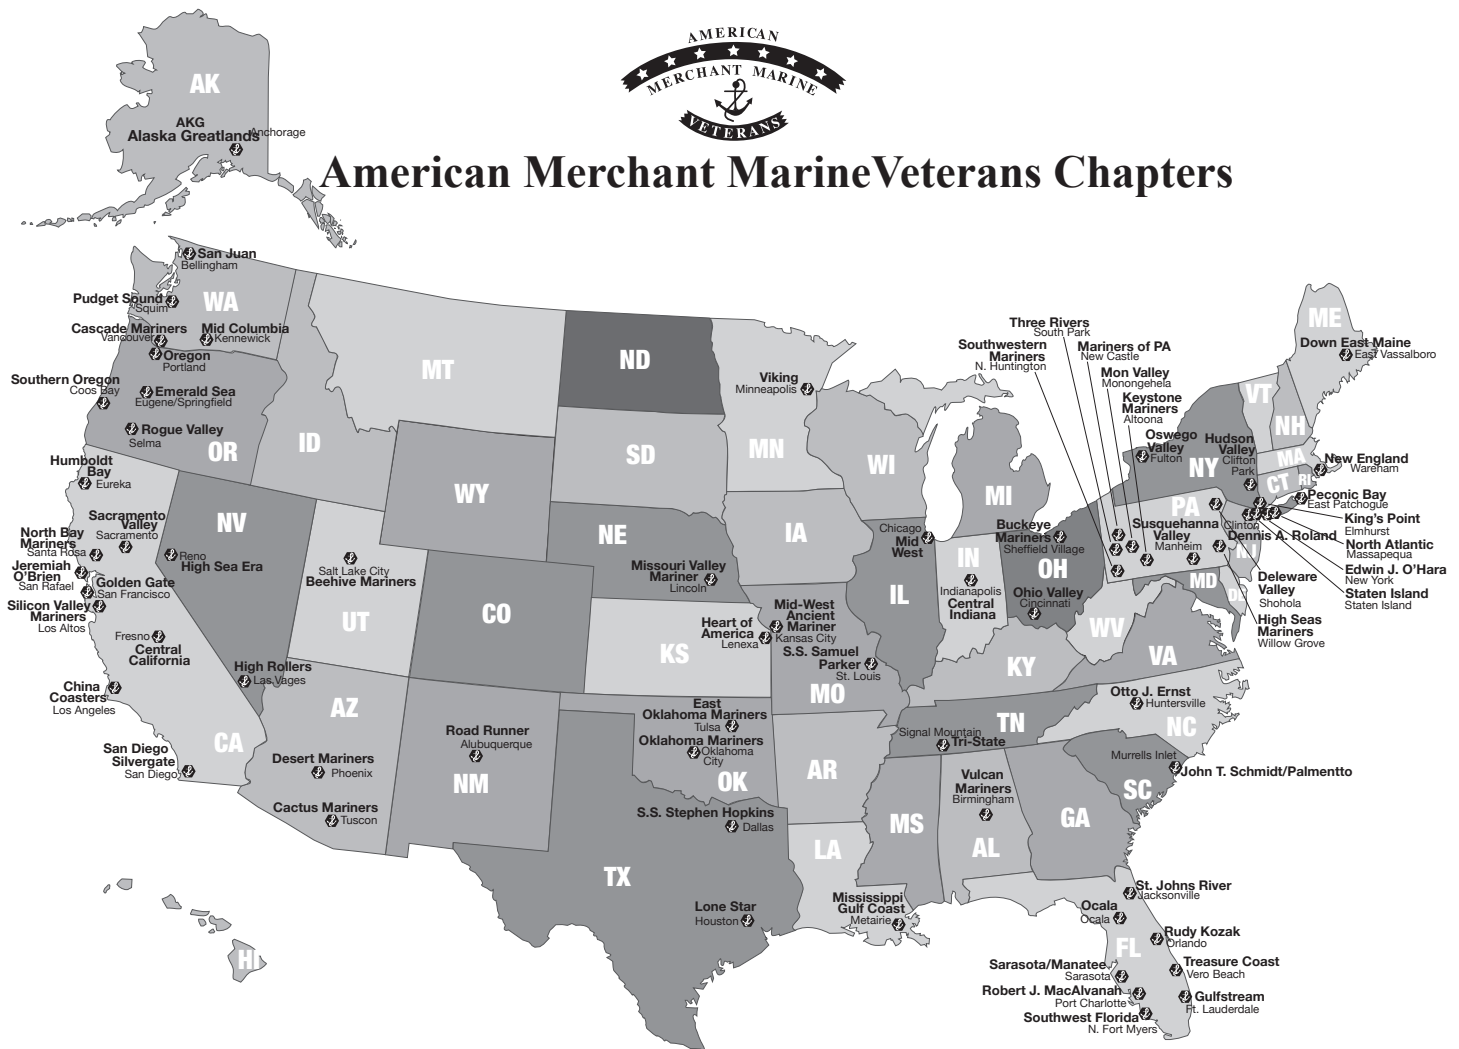 AMERICAN
MERCHANT MARINE
VETERANS
American Merchant MarineVeterans Chapters
AK
AKG
Alaska Greatlands
Anchorage
San Juan
Bellingham
WA
Pudget Sound
Squim
Cascade Mariners
Vancouver
Mid Columbia
Kennewick
Oregon
Portland
Southern Oregon
Coos Bay
Emerald Sea
Eugene/Springfield
Rogue Valley
Selma
OR
ID
MT
ND
SD
WY
NE
Humboldt
Bay
Eureka
NV
Sacramento
Valley
Sacramento
North Bay
Mariners
Santa Rosa
Reno
High Sea Era
Jeremiah
O'Brien
San Rafael
Golden Gate
San Francisco
Silicon Valley
Mariners
Los Altos
Fresno
Central
California
High Rollers
Las Vages
China
Coasters
Los Angeles
San Diego
Silvergate
San Diego
CA
Salt Lake City
Beehive Mariners
UT
CO
AZ
Desert Mariners
Phoenix
Cactus Mariners
Tuscon
Road Runner
Alubuquerque
NM
Viking
Minneapolis
MN
WI
IA
Missouri Valley
Mariner
Lincoln
KS
Heart of
America
Lenexa
Mid-West
Ancient
Mariner
Kansas City
S.S. Samuel
Parker
St. Louis
MO
East
Oklahoma Mariners
Tulsa
Oklahoma Mariners
Oklahoma
City
OK
AR
S.S. Stephen Hopkins
Dallas
TX
Lone Star
Houston
LA
Mississippi
Gulf Coast
Metairie
MS
Vulcan
Mariners
Birmingham
AL
GA
Chicago
Mid
West
IL
MI
IN
Indianapolis
Central
Indiana
Buckeye
Mariners
Sheffield Village
OH
Ohio Valley
Cincinnati
KY
WV
VA
TN
Signal Mountain
Tri-State
Otto J. Ernst
Huntersville
NC
Murrells Inlet
John T. Schmidt/Palmentto
SC
Three Rivers
South Park
Southwestern
Mariners
N. Huntington
Mariners of PA
New Castle
Mon Valley
Monongehela
Keystone
Mariners
Altoona
Oswego
Valley
Fulton
Hudson
Valley
Clifton
Park
NY
VT
NH
ME
Down East Maine
East Vassalboro
MA
CT
RI
New England
Wareham
Peconic Bay
East Patchogue
King's Point
Elmhurst
North Atlantic
Massapequa
Edwin J. O'Hara
New York
Staten Island
Staten Island
Clinton
Dennis A. Roland
PA
Susquehanna
Valley
Manheim
NJ
MD
DE
Deleware
Valley
Shohola
High Seas
Mariners
Willow Grove
St. Johns River
Jacksonville
Ocala
Ocala
Rudy Kozak
Orlando
FL
Treasure Coast
Vero Beach
Sarasota/Manatee
Sarasota
Robert J. MacAlvanah
Port Charlotte
Gulfstream
Ft. Lauderdale
Southwest Florida
N. Fort Myers
HI